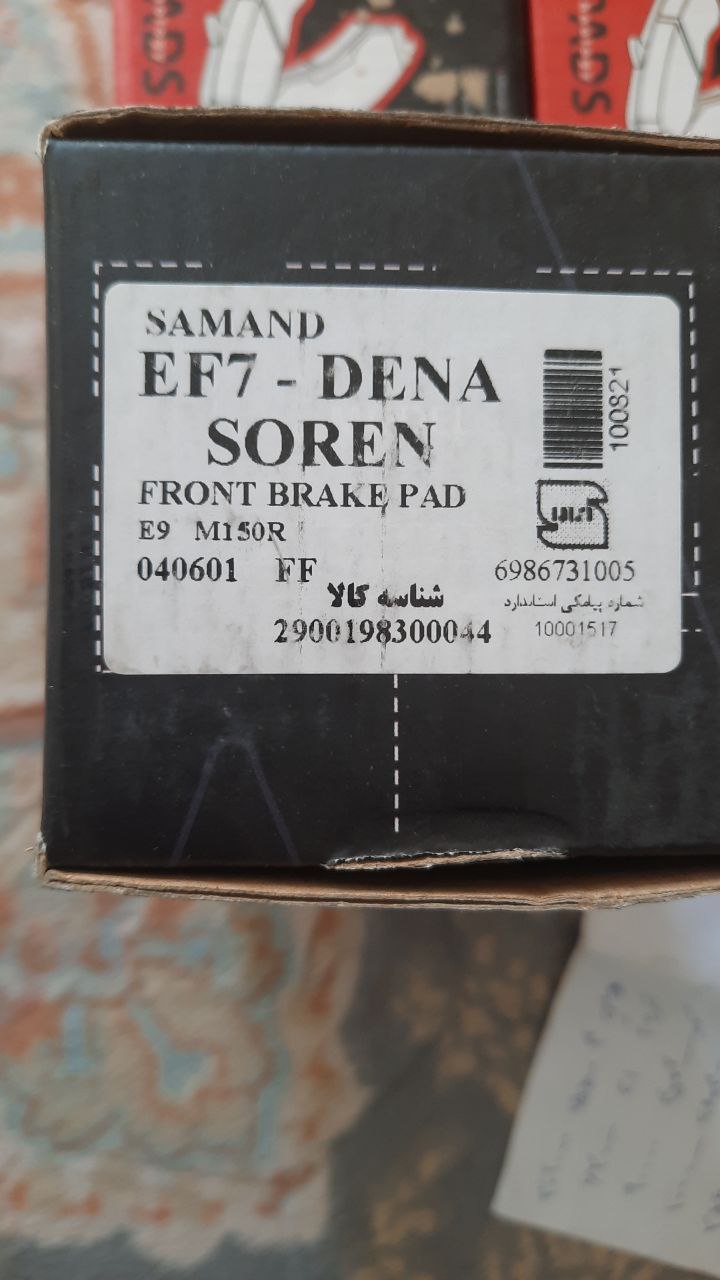 SAMAND
EF7 - DENA
SOREN
FRONT BRAKE PAD
E9 M150R
040601 FF
شناسه کالا
2900198300044
100821
6986731005
شماره پیامکی استاندارد
10001517